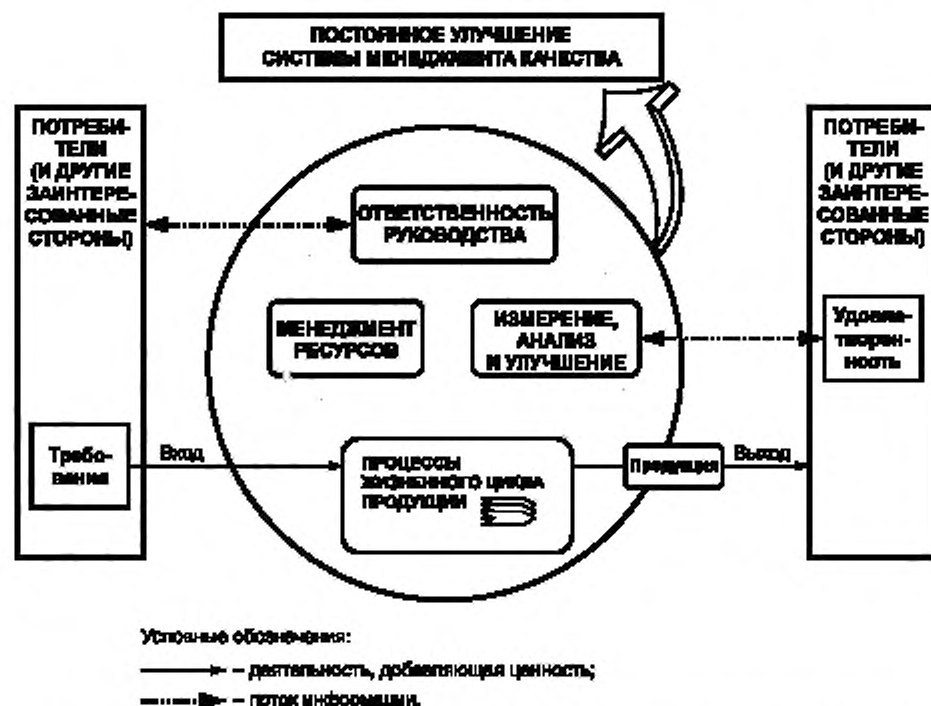 ПОСТОЯННОЕ УЛУЧШЕНИЕ
СИСТЕМЫ МЕНЕДЖМЕНТА КАЧЕСТВА
ПОТРЕБИ-
ТЕЛИ
(И ДРУГИЕ
ЗАИНТЕРЕ-
СОВАННЫЕ
СТОРОНЫ)
ОТВЕТСТВЕННОСТЬ
РУКОВОДСТВА
ПОТРЕБИ-
ТЕЛИ
(И ДРУГИЕ
ЗАИНТЕРЕ-
СОВАННЫЕ
СТОРОНЫ)
МЕНЕДЖМЕНТ
РЕСУРСОВ
ИЗМЕРЕНИЕ,
АНАЛИЗ
И УЛУЧШЕНИЕ
Удовле-
творен-
ность
Требо-
вания
Вход
ПРОЦЕССЫ
ЖИЗНЕННОГО ЦИКЛА
ПРОДУКЦИИ
Продукция
Выход
Условные обозначения:
– деятельность, добавляющая ценность;
– поток информации.